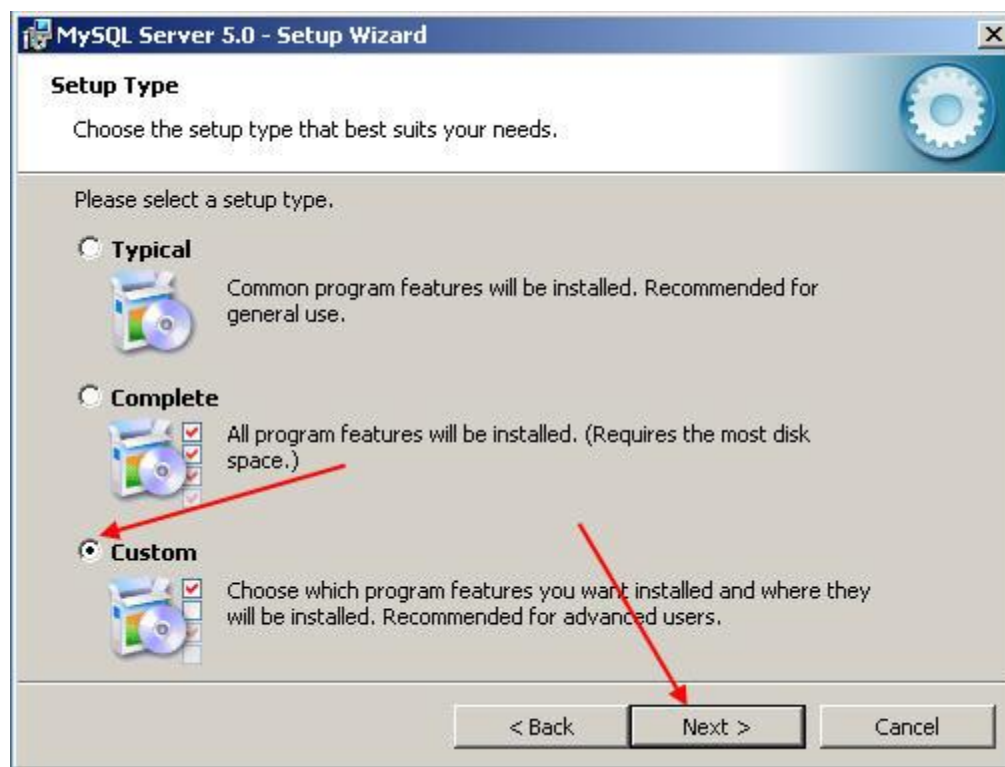 MySQL Server 5.0 - Setup Wizard
Setup Type
Choose the setup type that best suits your needs.
Please select a setup type.
Typical
Common program features will be installed. Recommended for
general use.
Complete
All program features will be installed. (Requires the most disk
space.)
Custom
Choose which program features you want installed and where they
will be installed. Recommended for advanced users.
< Back
Next >
Cancel